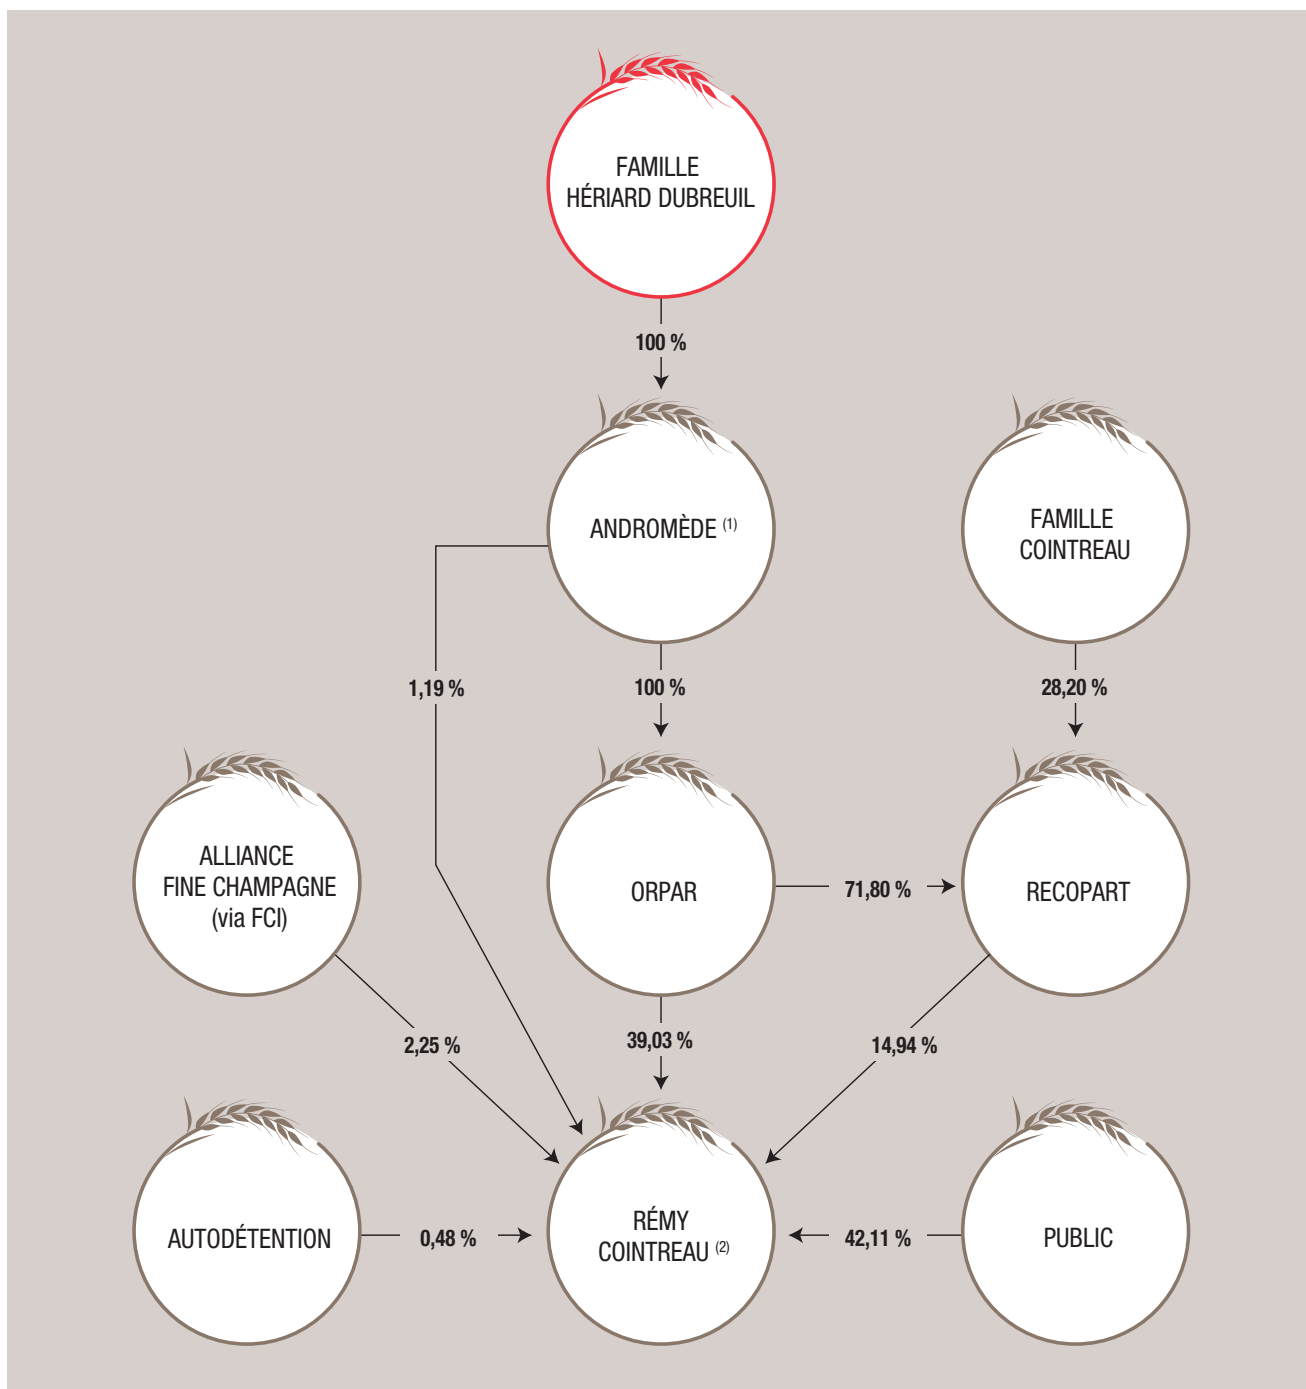 FAMILLE
HÉRIARD DUBREUIL
100 %
ANDROMÈDE (1)
FAMILLE
COINTREAU
1,19 %
100 %
28,20 %
ALLIANCE
FINE CHAMPAGNE
(via FCI)
ORPAR
71,80 %
RECOPART
2,25 %
39,03 %
14,94 %
AUTODÉTENTION
0,48 %
RÉMY
COINTREAU (2)
42,11 %
PUBLIC